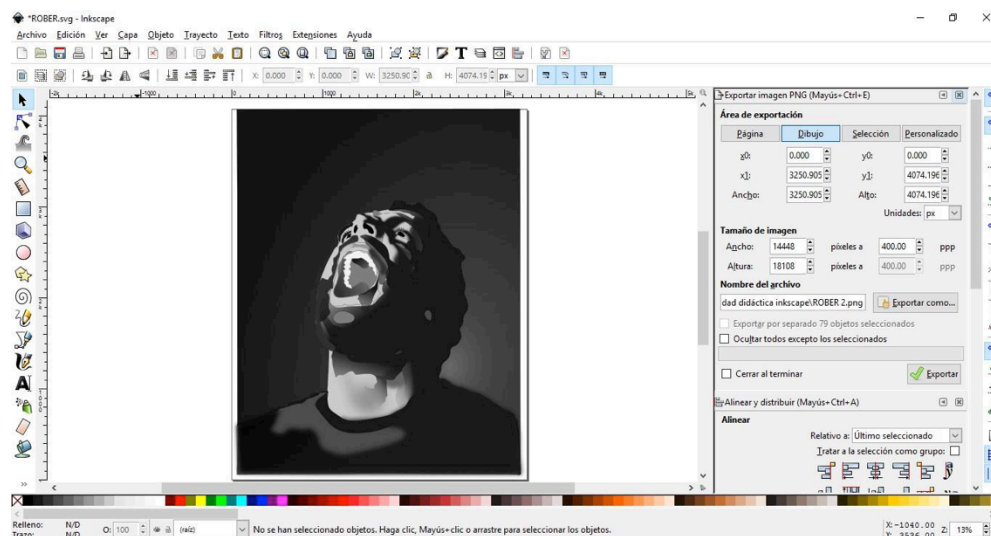 *ROBER.svg - Inkscape
Archivo Edición Ver Capa Objeto Trayecto Texto Filtros Extensiones Ayuda
X: 0.000 Y: 0.000 W: 3250.90 H: 4074.19 px
Exportar imagen PNG (Mayús+Ctrl+E)
Área de exportación
Página Dibujo Selección Personalizado
x0: 0.000 y0: 0.000
x1: 3250.905 y1: 4074.196
Ancho: 3250.905 Alto: 4074.196
Unidades: px
Tamaño de imagen
Ancho: 14448 píxeles a 400.00 ppp
Altura: 18108 píxeles a 400.00 ppp
Nombre del archivo
dad didáctica inkscape\ROBER 2.png Exportar como...
Exportar por separado 79 objetos seleccionados
Ocultar todos excepto los seleccionados
Cerrar al terminar Exportar
Alinear y distribuir (Mayús+Ctrl+A)
Alinear
Relativo a: Último seleccionado
Tratar a la selección como grupo:
Relleno: N/D O: 100 (raíz) No se han seleccionado objetos. Haga clic, Mayús+clic o arrastre para seleccionar los objetos. X: -1040.00 Z: 13%
Trazo: N/D Y: 3536.00